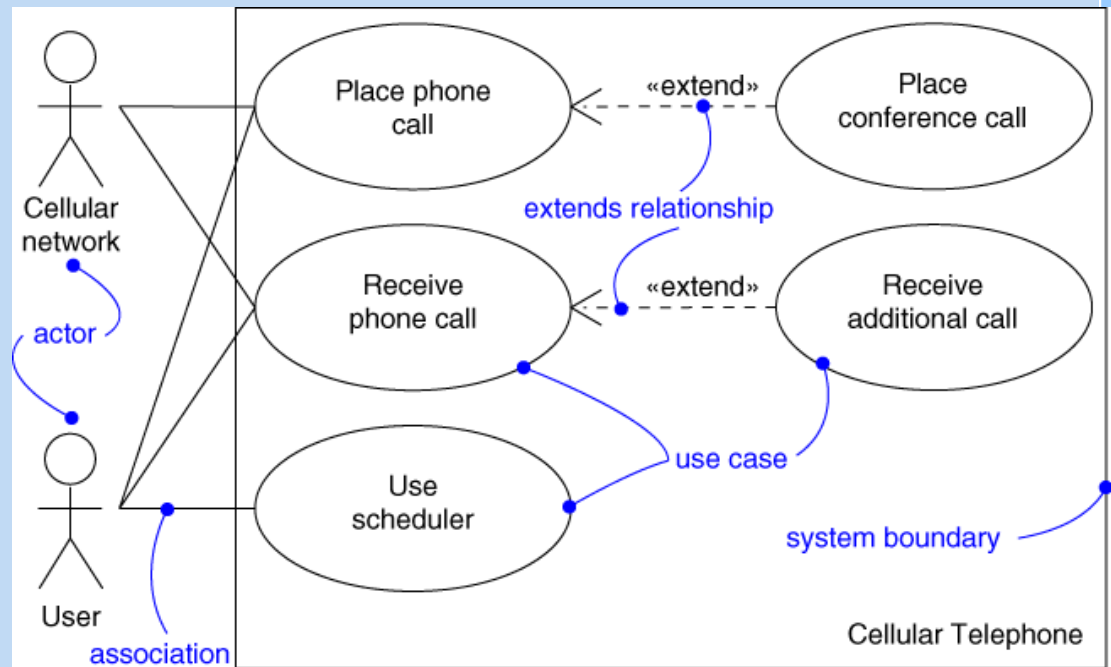 Place phone
call
«extend»
Place
conference call
Cellular
network
extends relationship
Receive
phone call
«extend»
Receive
additional call
actor
use case
Use
scheduler
system boundary
User
association
Cellular Telephone